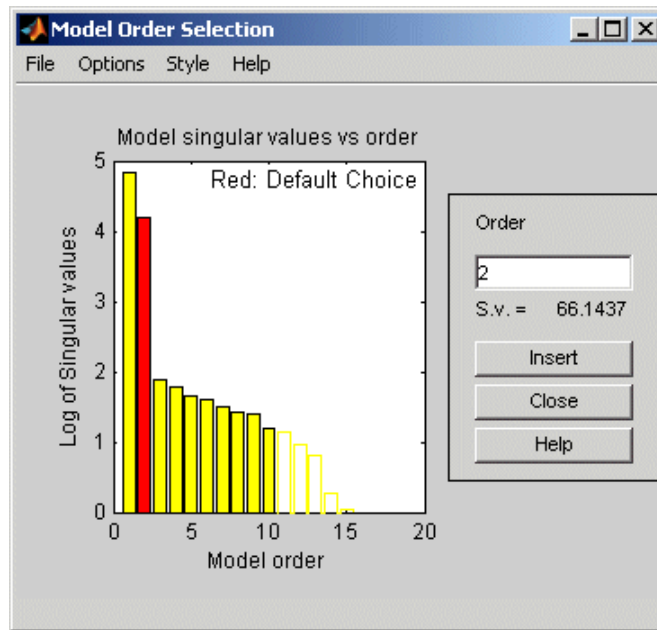 Model Order Selection
File Options Style Help
Model singular values vs order
Red: Default Choice
Log of Singular values
5
4
3
2
1
0
0 5 10 15 20
Model order
Order
2
S.v. = 66.1437
Insert
Close
Help